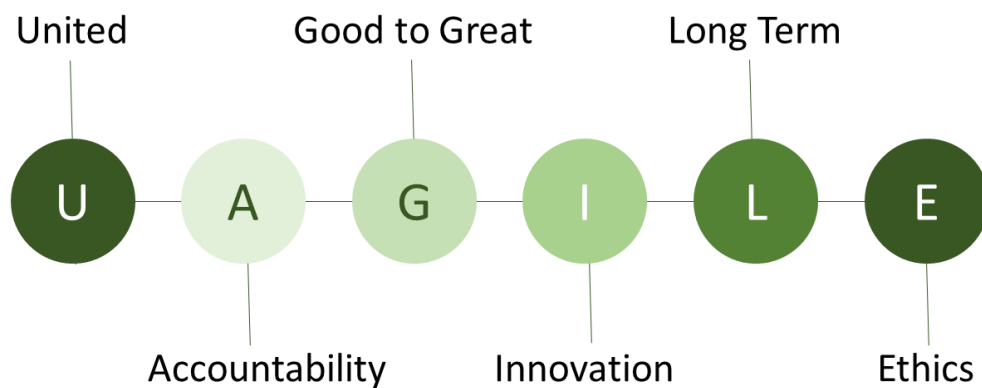 United
Good to Great
Long Term
U A G I L E
Accountability
Innovation
Ethics